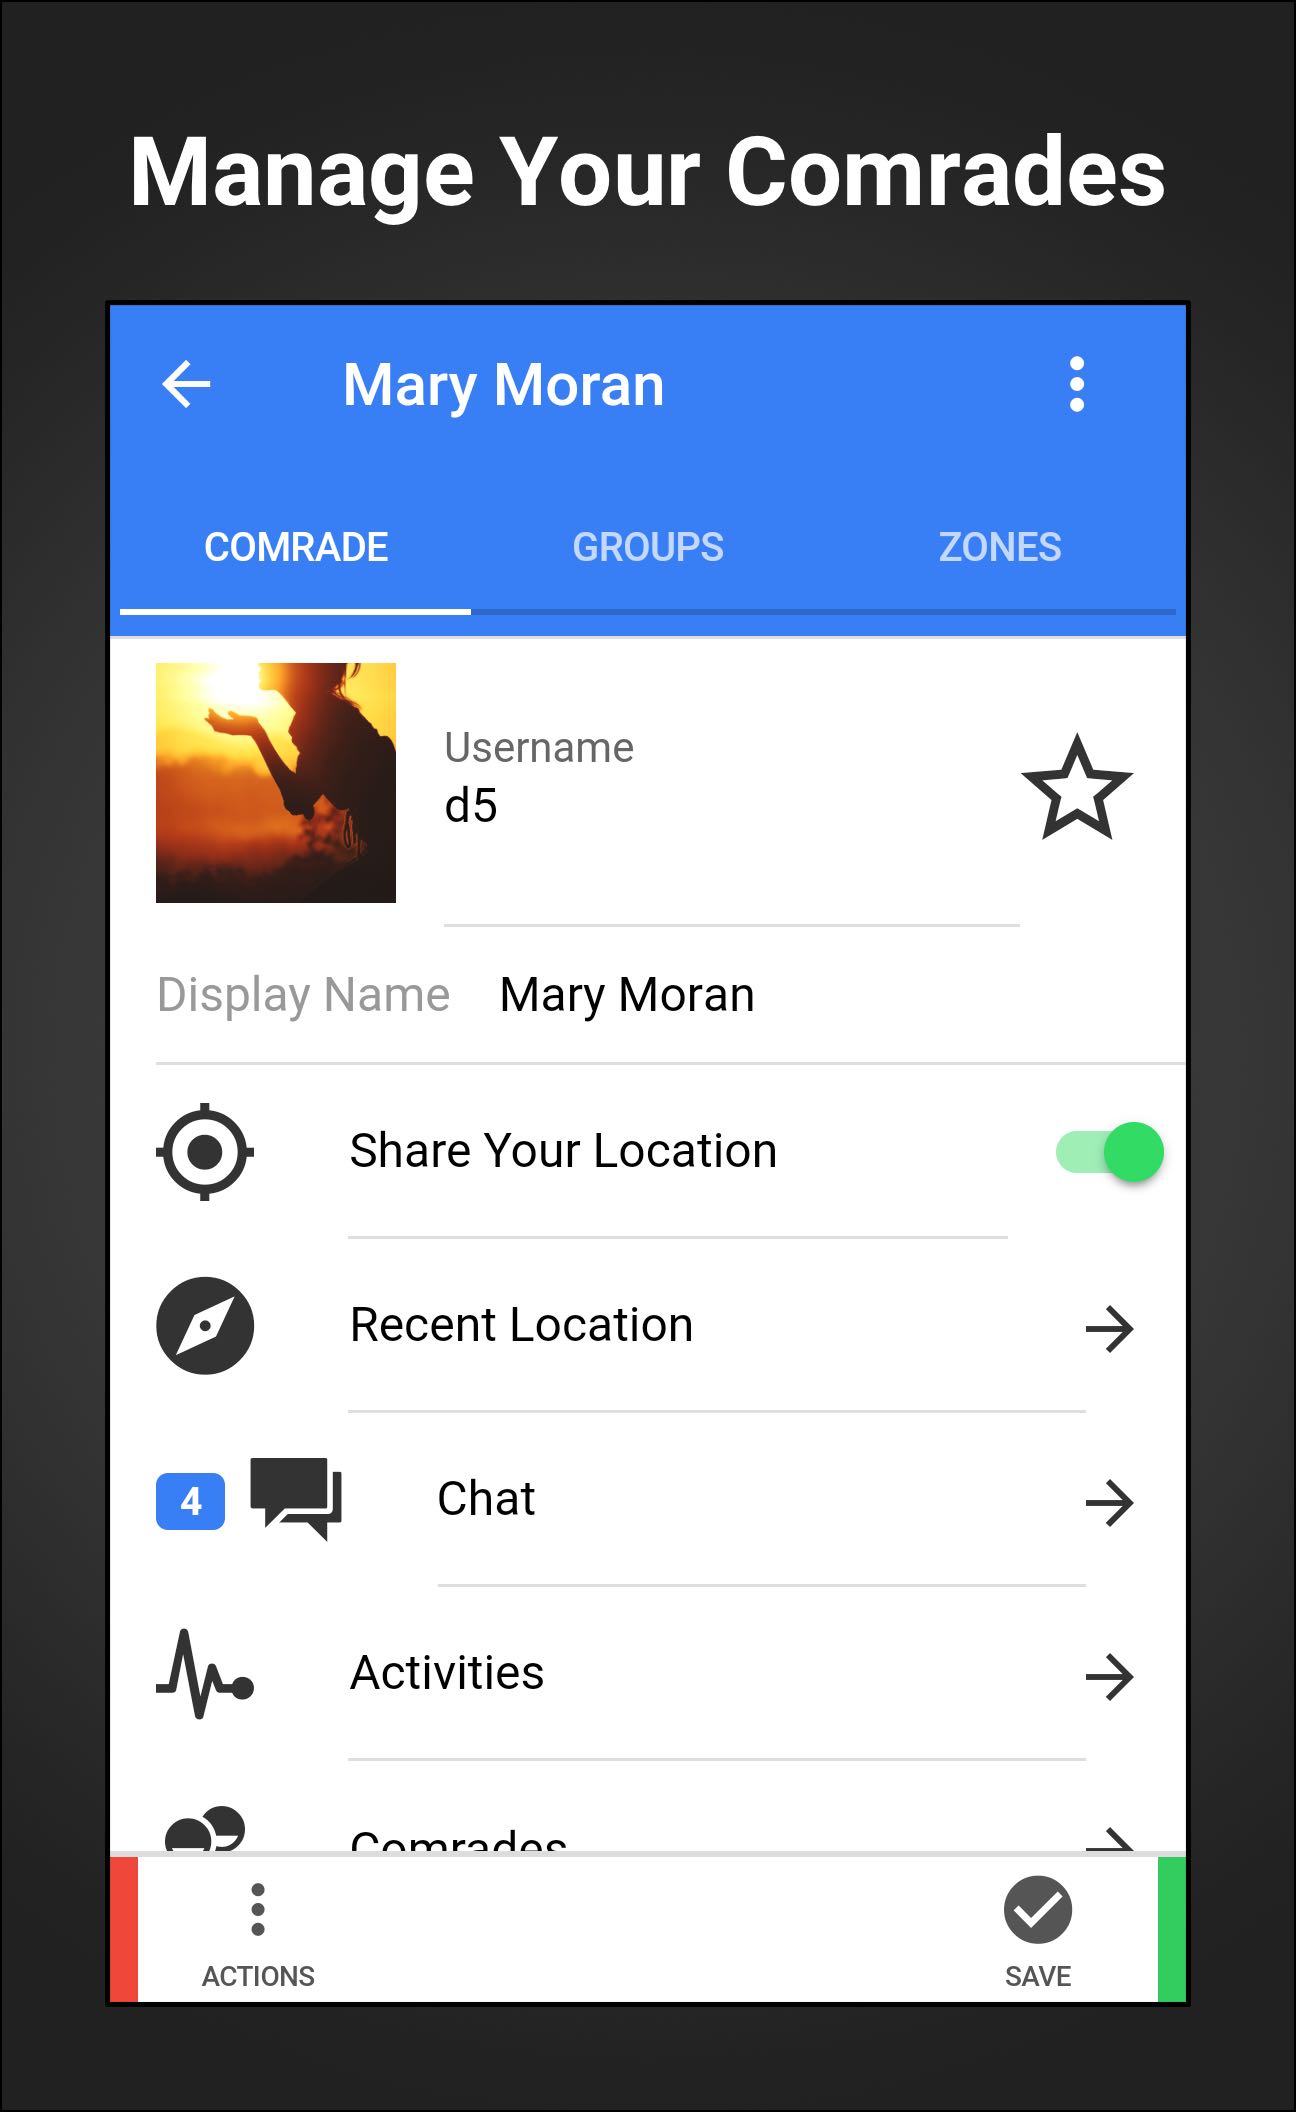 Manage Your Comrades
Mary Moran
COMRADE GROUPS ZONES
Username
d5
Display Name Mary Moran
Share Your Location
Recent Location
4 Chat
Activities
Comrades
ACTIONS SAVE